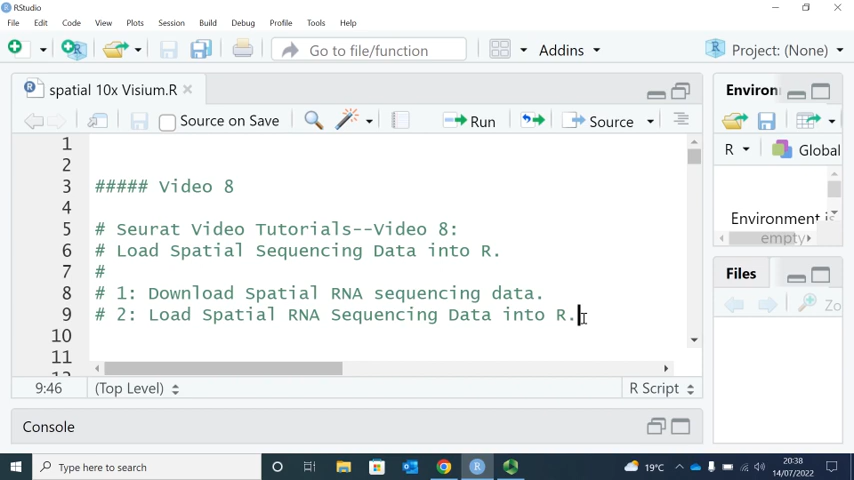 RStudio
File Edit Code View Plots Session Build Debug Profile Tools Help
Go to file/function Addins Project: (None)
spatial 10x Visium.R
Source on Save Run Source
1
2
3 ##### Video 8
4
5 # Seurat Video Tutorials--Video 8:
6 # Load Spatial Sequencing Data into R.
7 #
8 # 1: Download Spatial RNA sequencing data.
9 # 2: Load Spatial RNA Sequencing Data into R.
10
11
9:46 (Top Level) R Script
Console
Environ
R Global
Environment is
empty
Files
Zo
Type here to search
19°C
20:38
14/07/2022